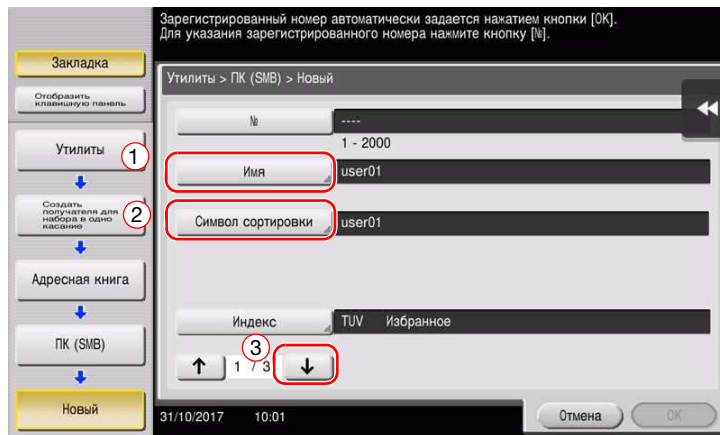 Зарегистрированный номер автоматически задается нажатием кнопки [OK].
Для указания зарегистрированного номера нажмите кнопку [№].
Закладка
Отобразить
клавишную панель
Утилиты
1
Создать
получателя для
набора в одно
касание
2
Адресная книга
ПК (SMB)
Новый
Утилиты > ПК (SMB) > Новый
№
----
1 - 2000
Имя
user01
Символ сортировки
user01
Индекс
TUV Избранное
3
↑ 1 / 3 ↓
31/10/2017 10:01
Отмена
OK